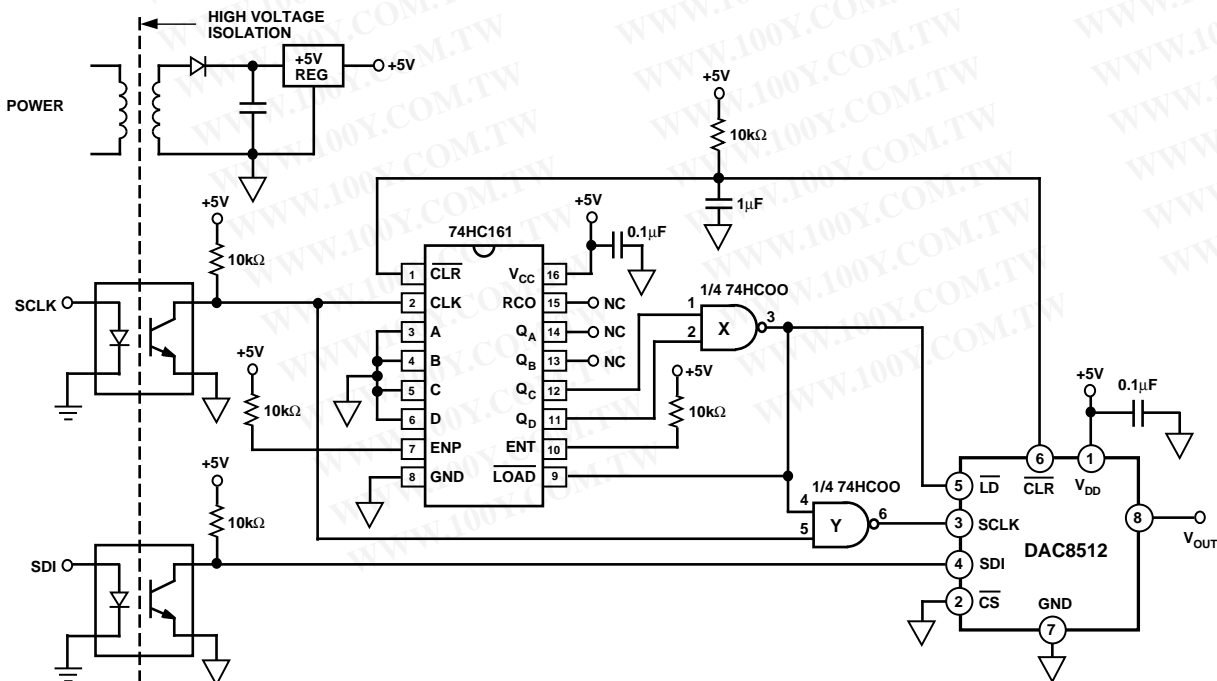 HIGH VOLTAGE
ISOLATION
+5V
REG
+5V
POWER
+5V
10kΩ
1µF
+5V
10kΩ
+5V
0.1µF
74HC161
SCLK
1 CLR VCC 16
2 CLK RCO 15 NC
3 A QA 14 NC
4 B QB 13 NC
5 C QC 12
6 D QD 11
7 ENP ENT 10
8 GND LOAD 9
1/4 74HCOO
1
2
X
3
+5V
10kΩ
+5V
10kΩ
+5V
10kΩ
1/4 74HCOO
4
5
Y
6
SDI
+5V
0.1µF
6
CLR
1
VDD
5 LD
3 SCLK
4 SDI
2 CS
DAC8512
GND
7
8
VOUT
WWW.100Y.COM.TW